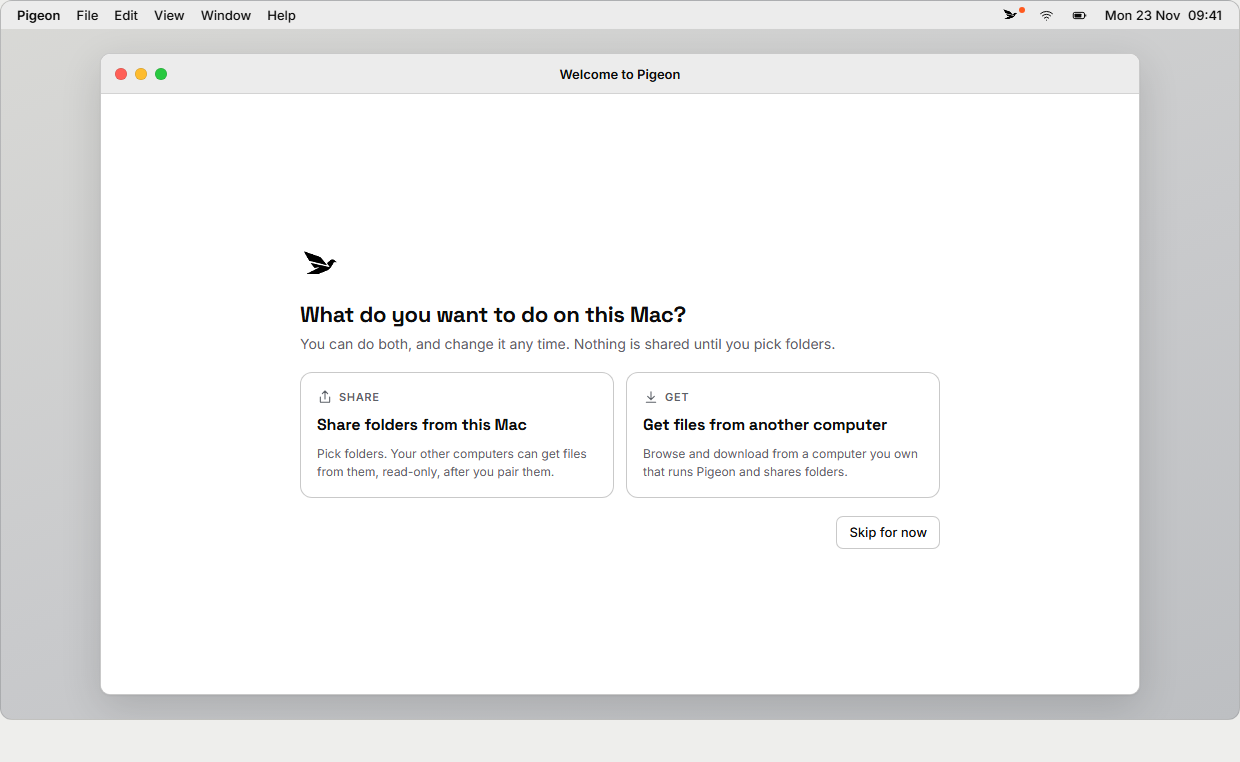 Pigeon File Edit View Window Help Mon 23 Nov 09:41
Welcome to Pigeon
What do you want to do on this Mac?
You can do both, and change it any time. Nothing is shared until you pick folders.
SHARE
Share folders from this Mac
Pick folders. Your other computers can get files
from them, read-only, after you pair them.
GET
Get files from another computer
Browse and download from a computer you own
that runs Pigeon and shares folders.
Skip for now